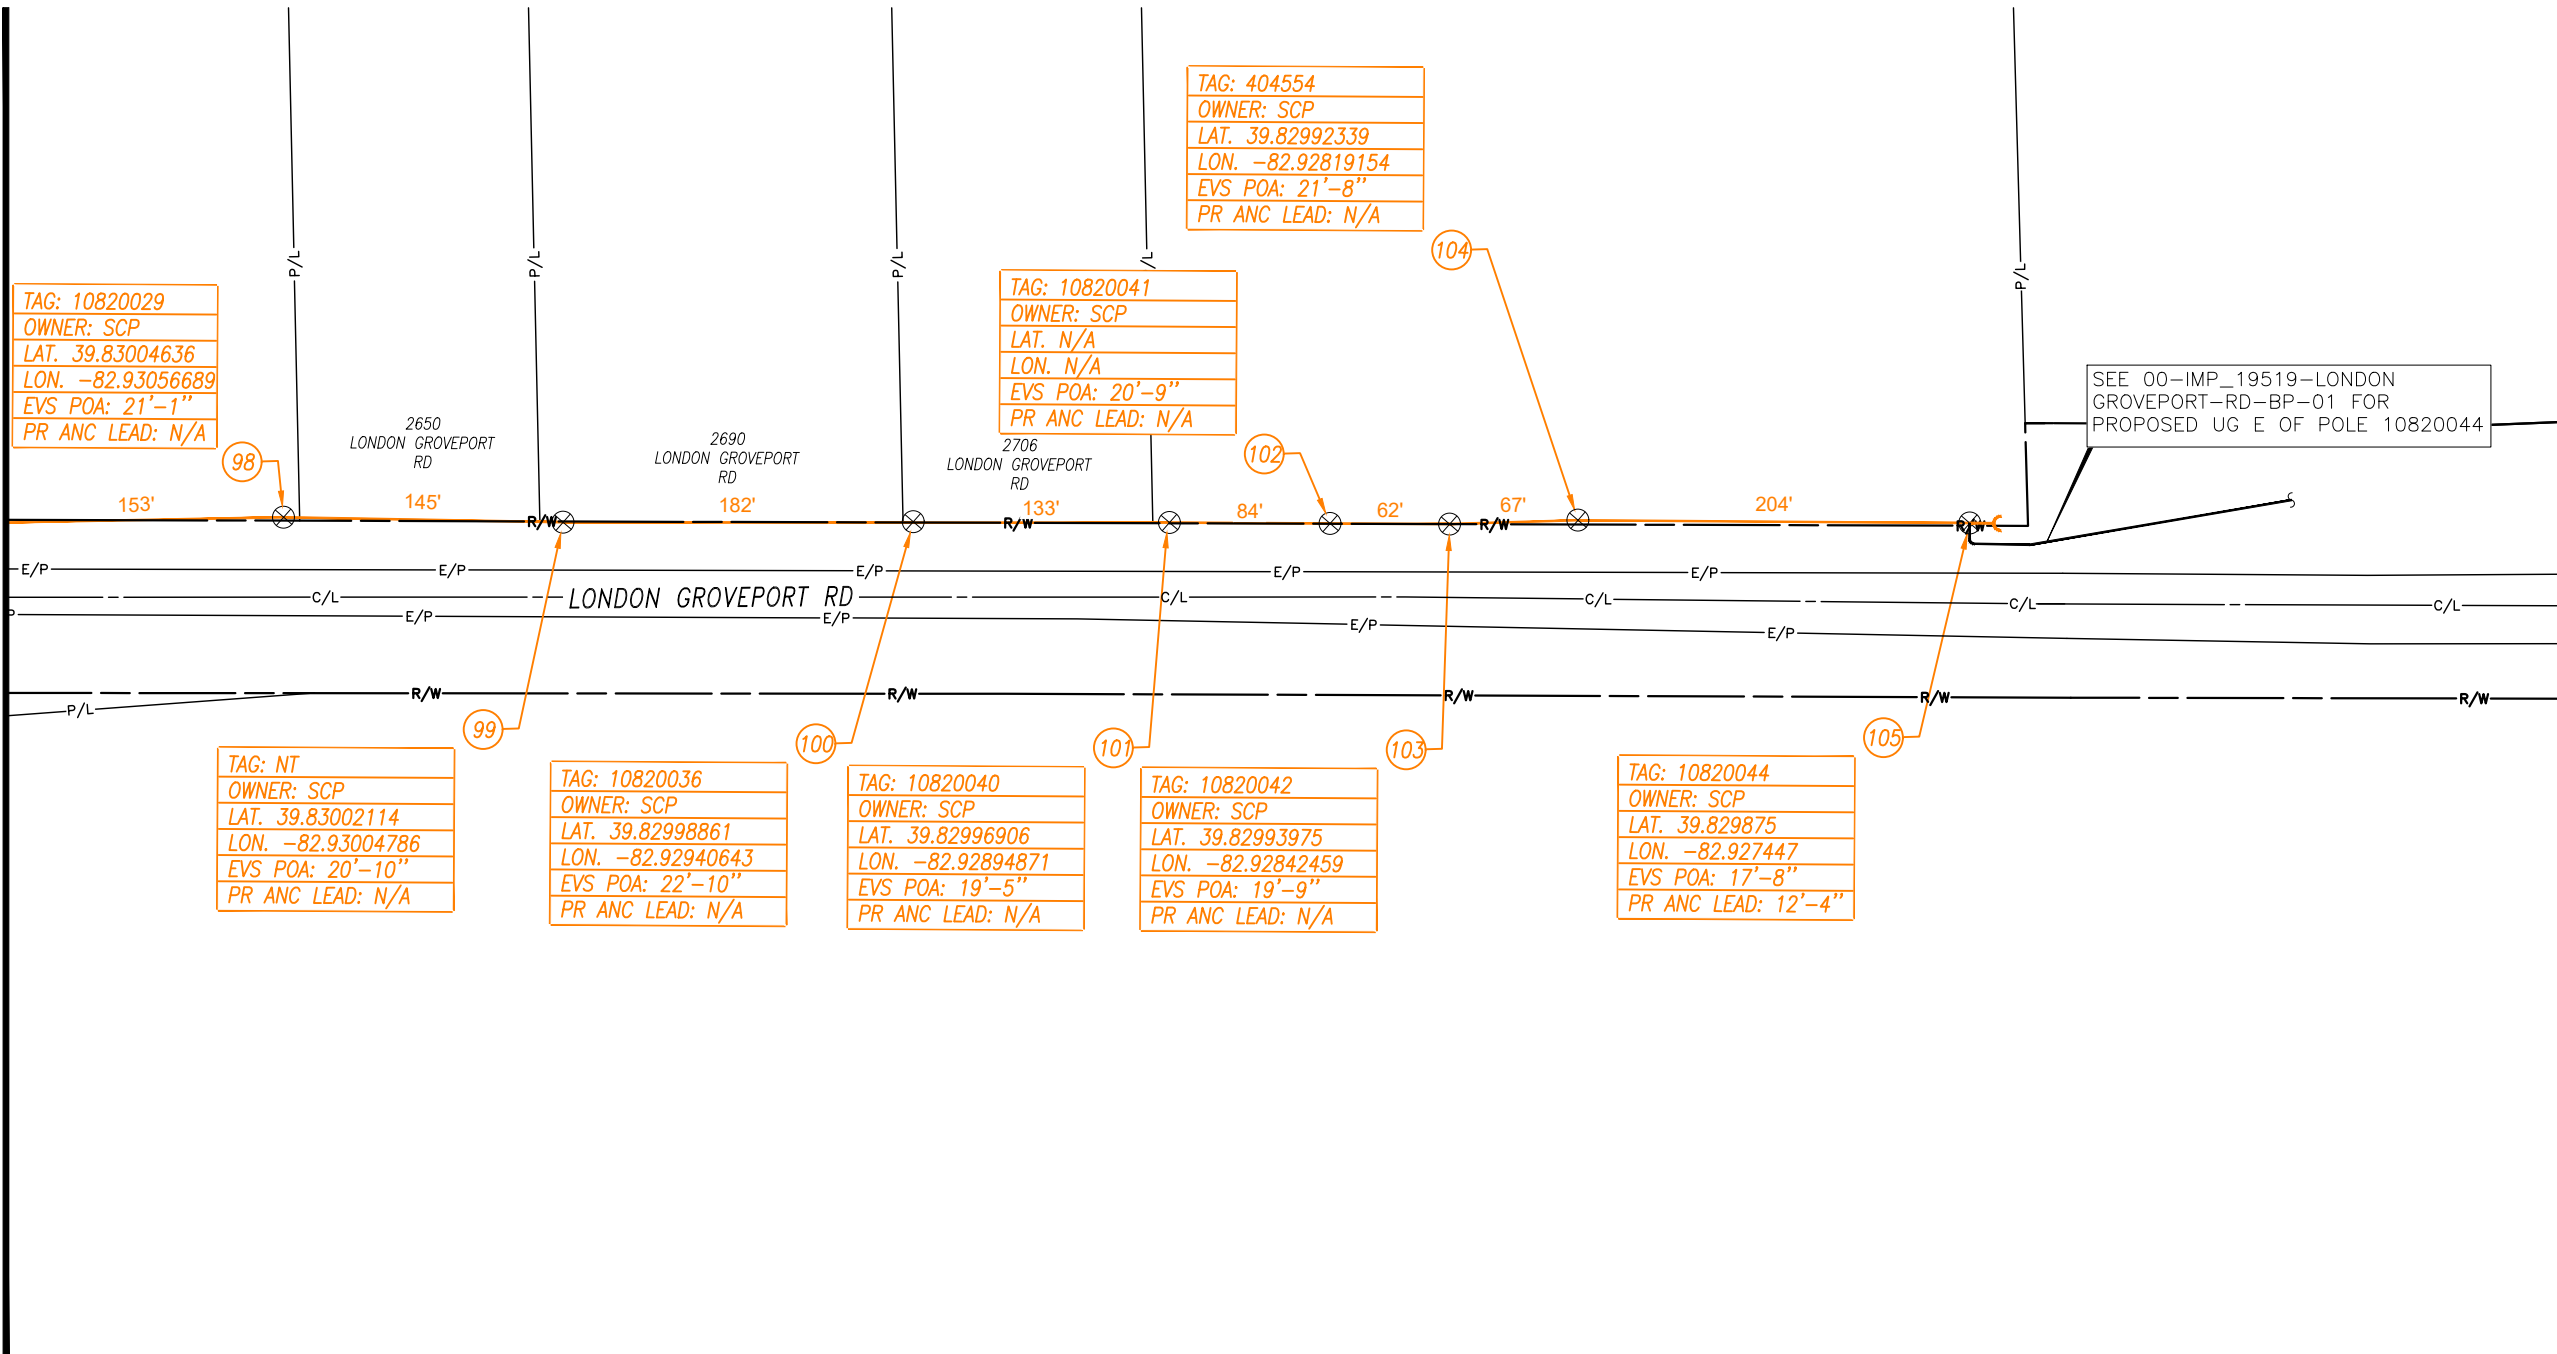 TAG: 404554
OWNER: SCP
LAT. 39.82992339
LON. -82.92819154
EVS POA: 21'-8"
PR ANC LEAD: N/A
104
P/L
P/L
P/L
/L
P/L
TAG: 10820029
OWNER: SCP
LAT. 39.83004636
LON. -82.93056689
EVS POA: 21'-1"
PR ANC LEAD: N/A
98
TAG: 10820041
OWNER: SCP
LAT. N/A
LON. N/A
EVS POA: 20'-9"
PR ANC LEAD: N/A
102
SEE 00-IMP_19519-LONDON
GROVEPORT-RD-BP-01 FOR
PROPOSED UG E OF POLE 10820044
2650
LONDON GROVEPORT
RD
2690
LONDON GROVEPORT
RD
2706
LONDON GROVEPORT
RD
153'
145'
182'
133'
84'
62'
67'
204'
R/W
R/W
R/W
R/W
E/P
E/P
E/P
E/P
E/P
C/L
LONDON GROVEPORT RD
C/L
C/L
C/L
C/L
P
E/P
E/P
E/P
E/P
P/L
R/W
R/W
R/W
R/W
R/W
99
100
101
103
105
TAG: NT
OWNER: SCP
LAT. 39.83002114
LON. -82.93004786
EVS POA: 20'-10"
PR ANC LEAD: N/A
TAG: 10820036
OWNER: SCP
LAT. 39.82998861
LON. -82.92940643
EVS POA: 22'-10"
PR ANC LEAD: N/A
TAG: 10820040
OWNER: SCP
LAT. 39.82996906
LON. -82.92894871
EVS POA: 19'-5"
PR ANC LEAD: N/A
TAG: 10820042
OWNER: SCP
LAT. 39.82993975
LON. -82.92842459
EVS POA: 19'-9"
PR ANC LEAD: N/A
TAG: 10820044
OWNER: SCP
LAT. 39.829875
LON. -82.927447
EVS POA: 17'-8"
PR ANC LEAD: 12'-4"